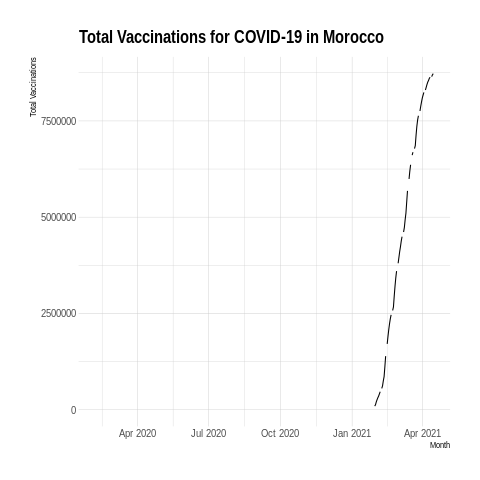 Total Vaccinations for COVID-19 in Morocco
Total Vaccinations
7500000
5000000
2500000
0
Apr 2020 Jul 2020 Oct 2020 Jan 2021 Apr 2021
Month